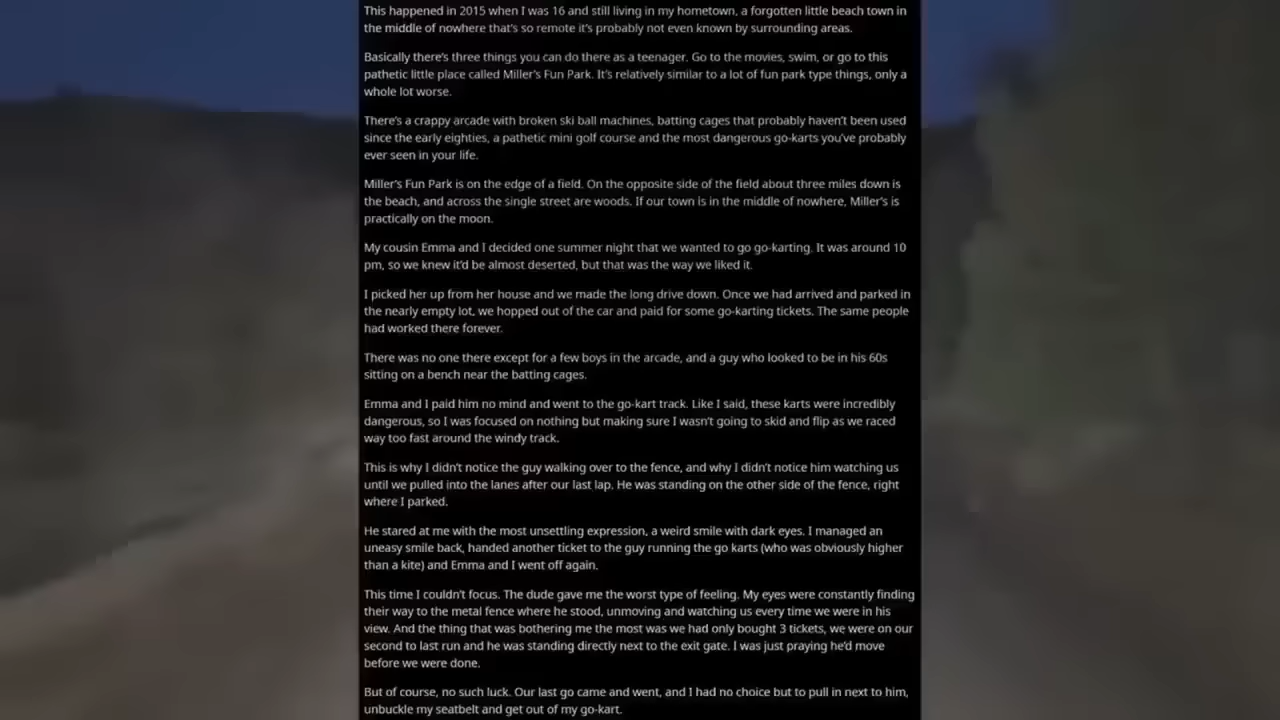 This happened in 2015 when I was 16 and still living in my hometown, a forgotten little beach town in
the middle of nowhere that's so remote it's probably not even known by surrounding areas.
Basically there's three things you can do there as a teenager. Go to the movies, swim, or go to this
pathetic little place called Miller's Fun Park. It's relatively similar to a lot of fun park type things, only a
whole lot worse.
There's a crappy arcade with broken ski ball machines, batting cages that probably haven't been used
since the early eighties, a pathetic mini golf course and the most dangerous go-karts you've probably
ever seen in your life.
Miller's Fun Park is on the edge of a field. On the opposite side of the field about three miles down is
the beach, and across the single street are woods. If our town is in the middle of nowhere, Miller's is
practically on the moon.
My cousin Emma and I decided one summer night that we wanted to go go-karting. It was around 10
pm, so we knew it'd be almost deserted, but that was the way we liked it.
I picked her up from her house and we made the long drive down. Once we had arrived and parked in
the nearly empty lot, we hopped out of the car and paid for some go-karting tickets. The same people
had worked there forever.
There was no one there except for a few boys in the arcade, and a guy who looked to be in his 60s
sitting on a bench near the batting cages.
Emma and I paid him no mind and went to the go-kart track. Like I said, these karts were incredibly
dangerous, so I was focused on nothing but making sure I wasn't going to skid and flip as we raced
way too fast around the windy track.
This is why I didn't notice the guy walking over to the fence, and why I didn't notice him watching us
until we pulled into the lanes after our last lap. He was standing on the other side of the fence, right
where I parked.
He stared at me with the most unsettling expression, a weird smile with dark eyes. I managed an
uneasy smile back, handed another ticket to the guy running the go karts (who was obviously higher
than a kite) and Emma and I went off again.
This time I couldn't focus. The dude gave me the worst type of feeling. My eyes were constantly finding
their way to the metal fence where he stood, unmoving and watching us every time we were in his
view. And the thing that was bothering me the most was we had only bought 3 tickets, we were on our
second to last run and he was standing directly next to the exit gate. I was just praying he'd move
before we were done.
But of course, no such luck. Our last go came and went, and I had no choice but to pull in next to him,
unbuckle my seatbelt and get out of my go-kart.